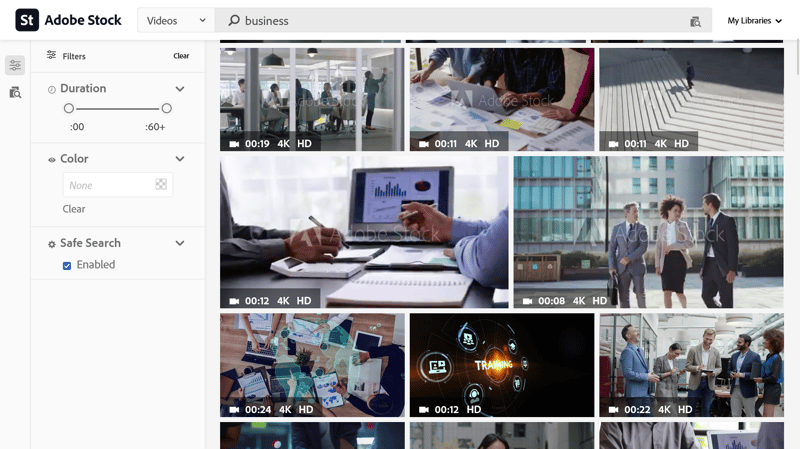 St Adobe Stock Videos business My Libraries
Filters Clear
Duration
:00 :60+
Color
None
Clear
Safe Search
Enabled
Adobe Stock Adobe Stock
00:19 4K HD 00:11 4K HD 00:11 4K HD
Adobe Stock Adobe Stock
00:12 4K HD 00:08 4K HD
TRAINING
00:24 4K HD 00:12 HD 00:22 4K HD